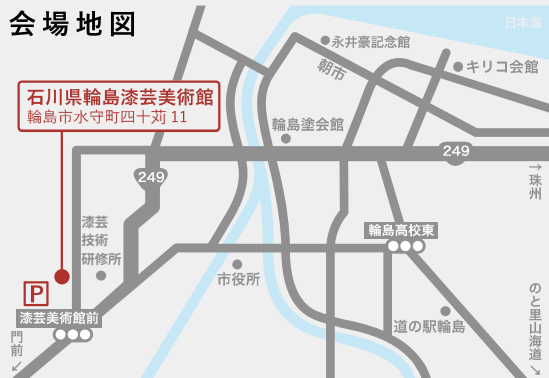 会場地図
日本海
永井豪記念館
キリコ会館
朝市
石川県輪島漆芸美術館
輪島市水守町四十苅 11
輪島塗会館
249
249
→珠州
漆芸
技術
研修所
輪島高校東
市役所
P
のと里山海道→
漆芸美術館前
道の駅輪島
門前↙